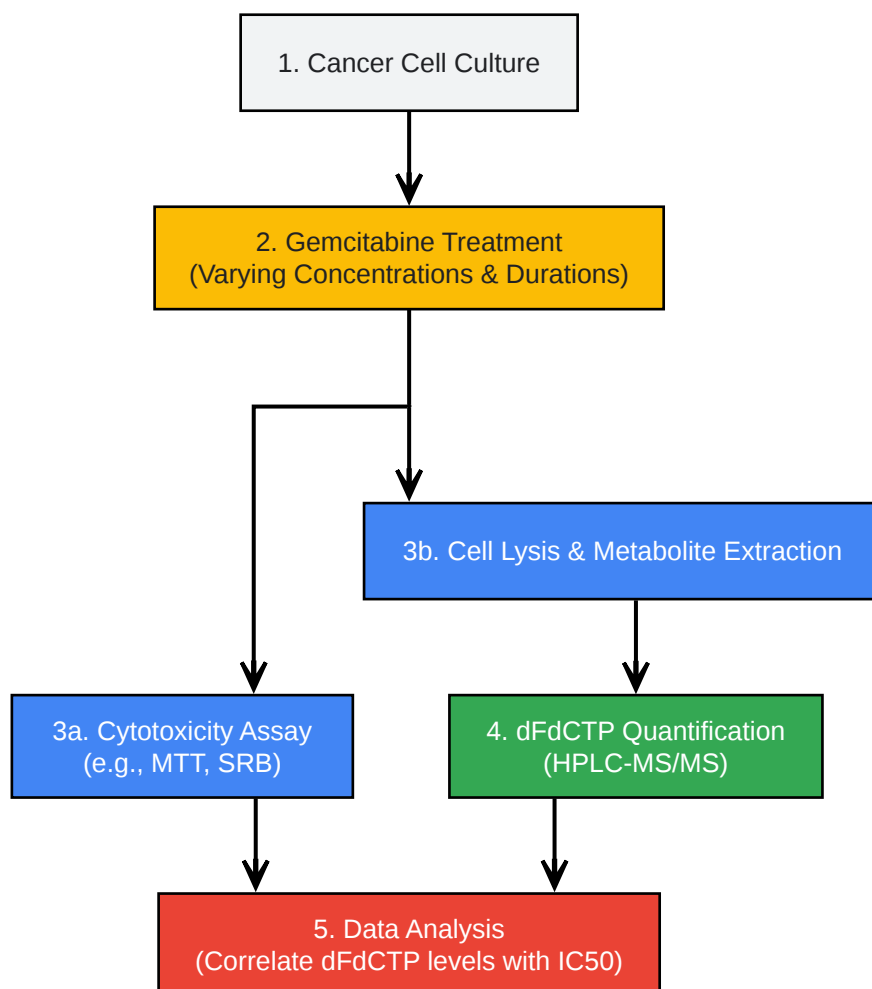 1. Cancer Cell Culture
2. Gemcitabine Treatment
(Varying Concentrations & Durations)
3b. Cell Lysis & Metabolite Extraction
3a. Cytotoxicity Assay
(e.g., MTT, SRB)
4. dFdCTP Quantification
(HPLC-MS/MS)
5. Data Analysis
(Correlate dFdCTP levels with IC50)